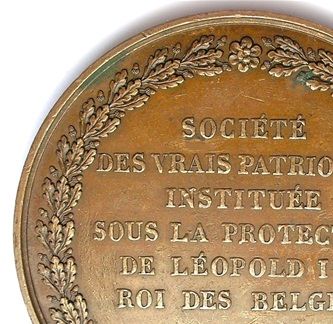 SOCIÉTÉ
DES VRAIS PATRIO
INSTITUÉE
SOUS LA PROTEC
DE LÉOPOLD I
ROI DES BELG